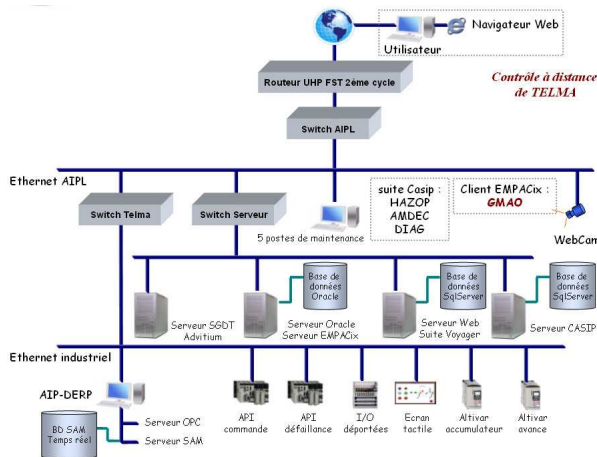 Navigateur Web
Utilisateur
Routeur UHP FST 2éme cycle
Contrôle à distance
de TELMA
Switch AIPL
Ethernet AIPL
suite Casip :
HAZOP
AMDEC
DIAG
Client EMPACix :
GMAO
Switch Telma
Switch Serveur
5 postes de maintenance
WebCam
Base de
données
Oracle
Base de
données
SqlServer
Base de
données
SqlServer
Serveur SGDT
Advitium
Serveur Oracle
Serveur EMPACix
Serveur Web
Suite Voyager
Serveur CASIP
Ethernet industriel
AIP-DERP
BD SAM
Temps réel
Serveur OPC
Serveur SAM
API
commande
API
défaillance
I/O
déportées
Ecran
tactile
Altivar
accumulateur
Altivar
avance